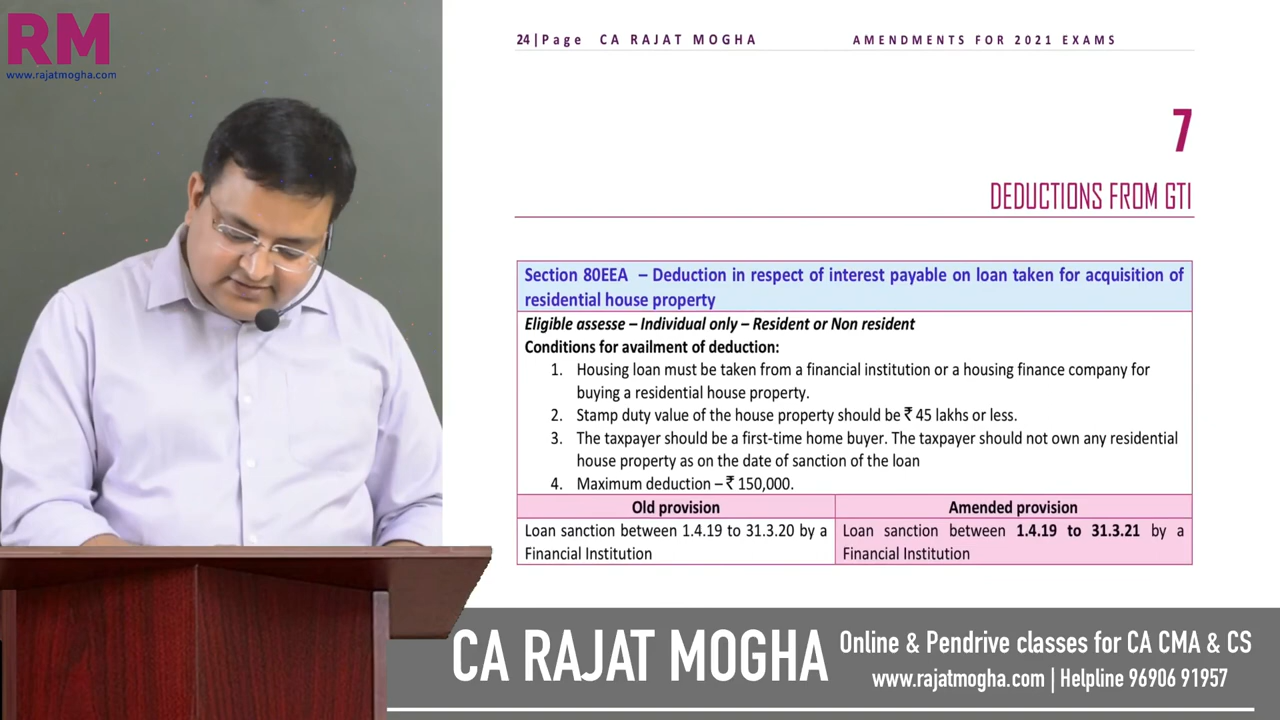 RM
www.rajatmogha.com
24|Page CA RAJAT MOGHA AMENDMENTS FOR 2021 EXAMS
7
DEDUCTIONS FROM GTI
Section 80EEA – Deduction in respect of interest payable on loan taken for acquisition of
residential house property
Eligible assesse – Individual only – Resident or Non resident
Conditions for availment of deduction:
1. Housing loan must be taken from a financial institution or a housing finance company for
buying a residential house property.
2. Stamp duty value of the house property should be ₹ 45 lakhs or less.
3. The taxpayer should be a first-time home buyer. The taxpayer should not own any residential
house property as on the date of sanction of the loan
4. Maximum deduction – ₹ 150,000.
Old provision
Loan sanction between 1.4.19 to 31.3.20 by a
Financial Institution
Amended provision
Loan sanction between 1.4.19 to 31.3.21 by a
Financial Institution
CA RAJAT MOGHA
Online & Pendrive classes for CA CMA & CS
www.rajatmogha.com | Helpline 96906 91957